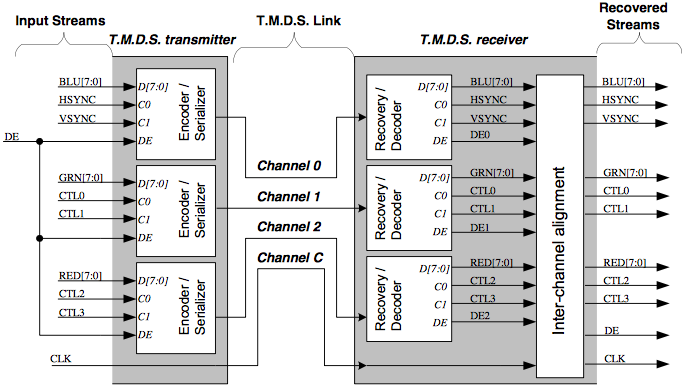 Input Streams
T.M.D.S. Link
Recovered
Streams
T.M.D.S. transmitter
T.M.D.S. receiver
BLU[7:0]
HSYNC
VSYNC
DE
D[7:0]
C0
C1
DE
Encoder /
Serializer
GRN[7:0]
CTL0
CTL1
D[7:0]
C0
C1
DE
Encoder /
Serializer
RED[7:0]
CTL2
CTL3
D[7:0]
C0
C1
DE
Encoder /
Serializer
CLK
Channel 0
Channel 1
Channel 2
Channel C
Recovery /
Decoder
D[7:0]
C0
C1
DE
BLU[7:0]
HSYNC
VSYNC
DE0
Recovery /
Decoder
D[7:0]
C0
C1
DE
GRN[7:0]
CTL0
CTL1
DE1
Recovery /
Decoder
D[7:0]
C0
C1
DE
RED[7:0]
CTL2
CTL3
DE2
Inter-channel alignment
BLU[7:0]
HSYNC
VSYNC
GRN[7:0]
CTL0
CTL1
RED[7:0]
CTL2
CTL3
DE
CLK